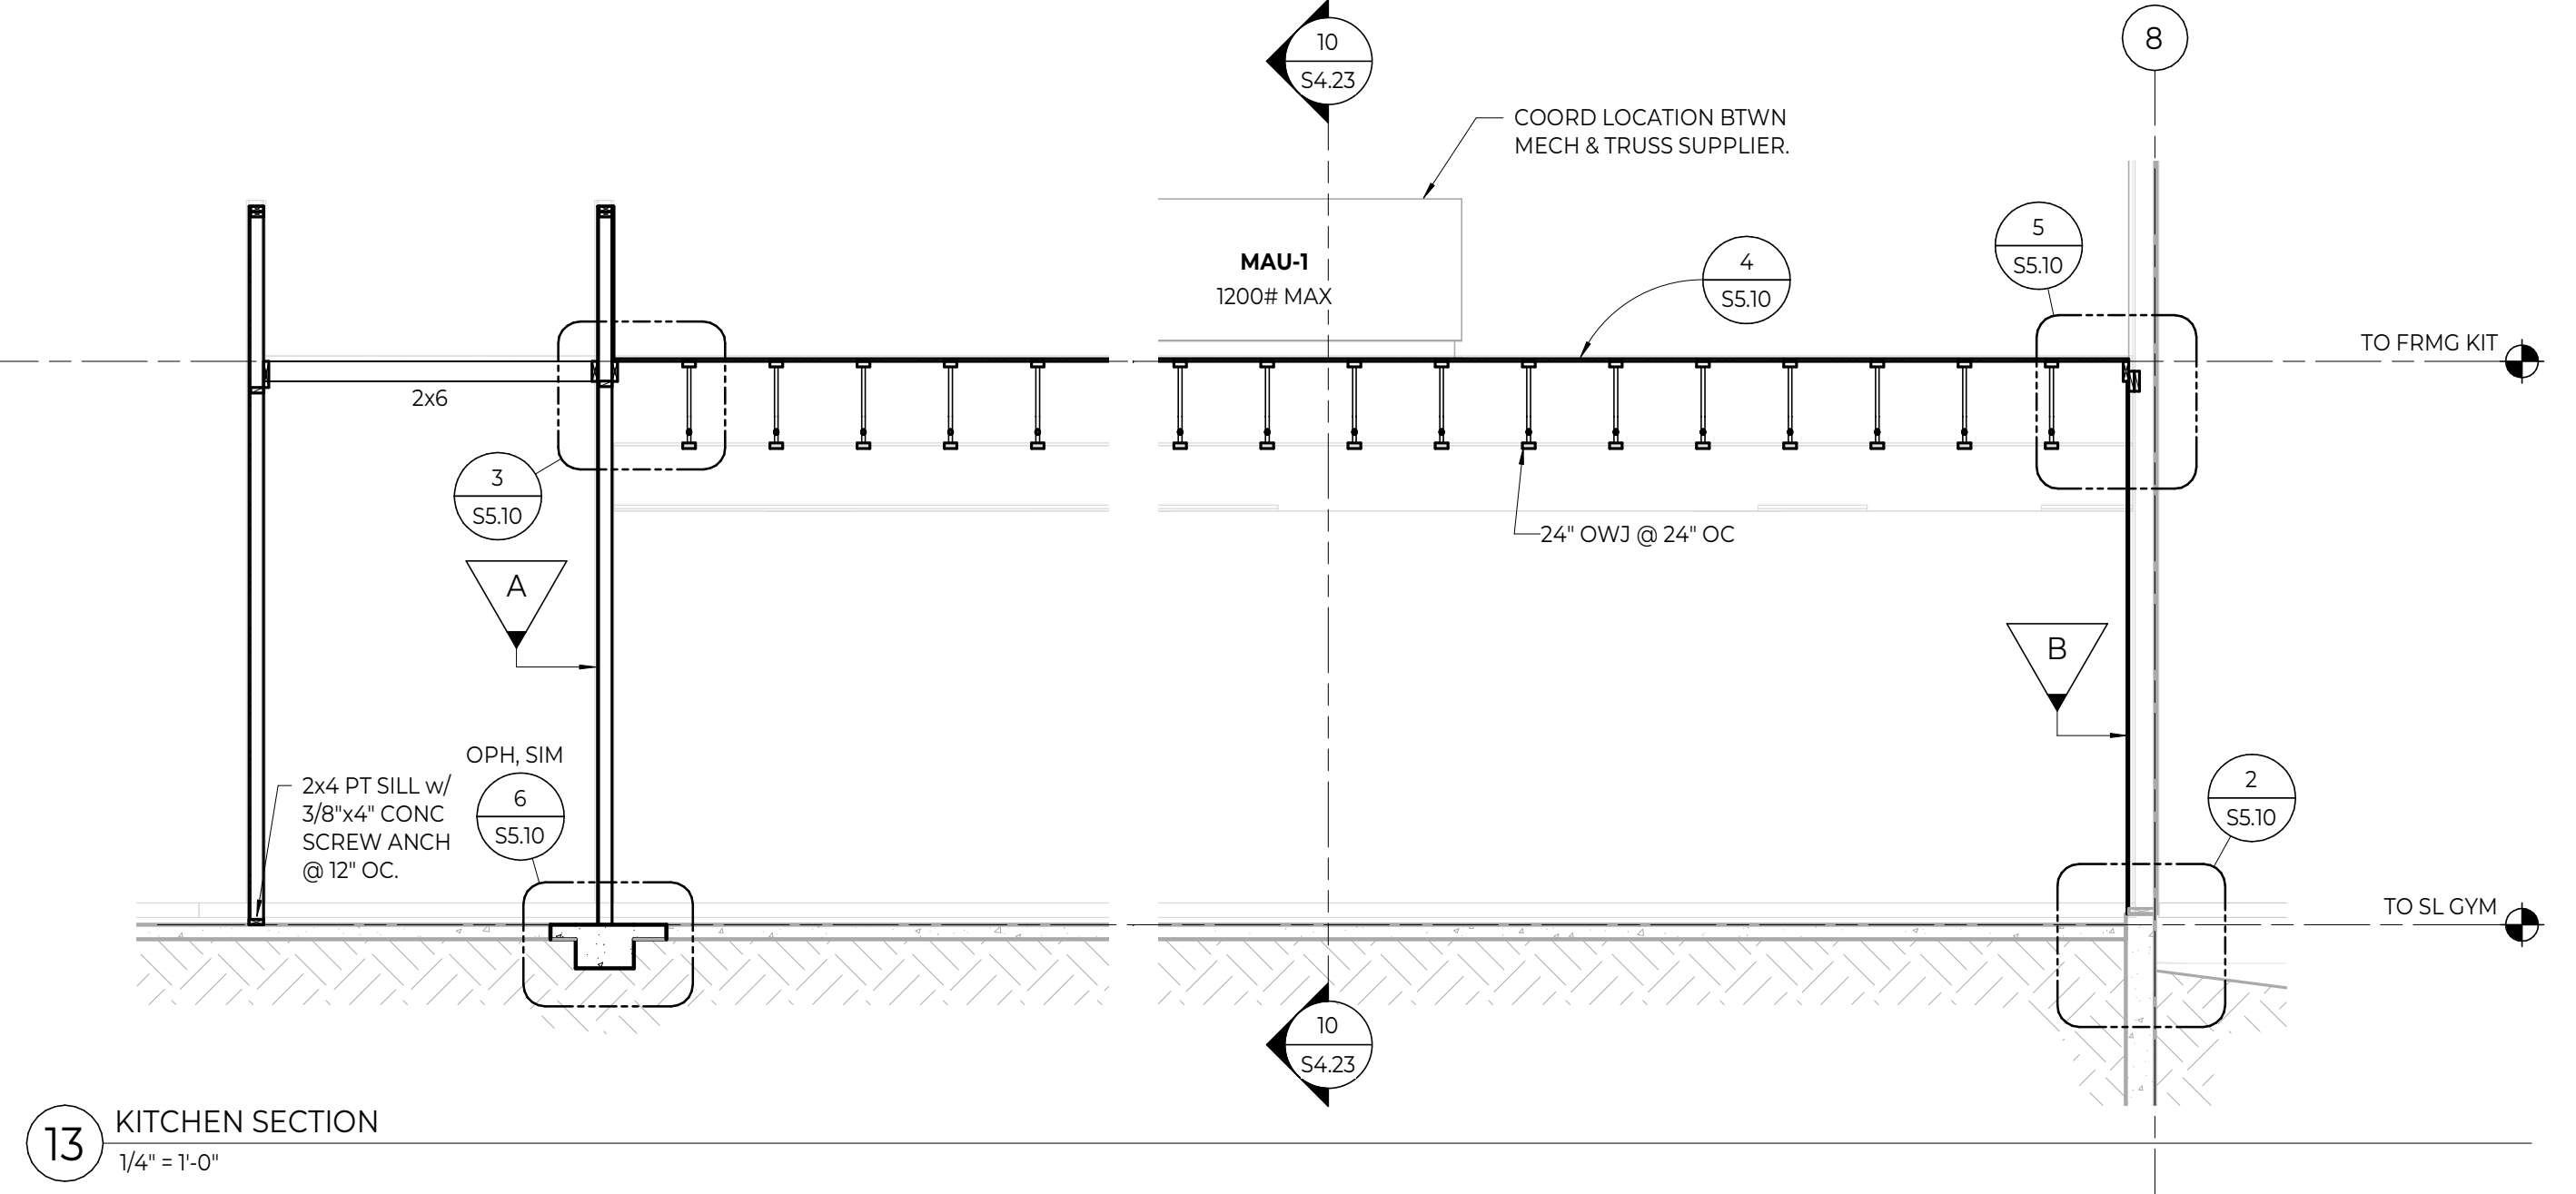 10
S4.23
8
COORD LOCATION BTWN
MECH & TRUSS SUPPLIER.
MAU-1
1200# MAX
4
S5.10
5
S5.10
TO FRMG KIT
2x6
3
S5.10
24" OWJ @ 24" OC
A
B
OPH, SIM
6
S5.10
2x4 PT SILL w/
3/8"x4" CONC
SCREW ANCH
@ 12" OC.
2
S5.10
TO SL GYM
10
S4.23
13
KITCHEN SECTION
1/4" = 1'-0"